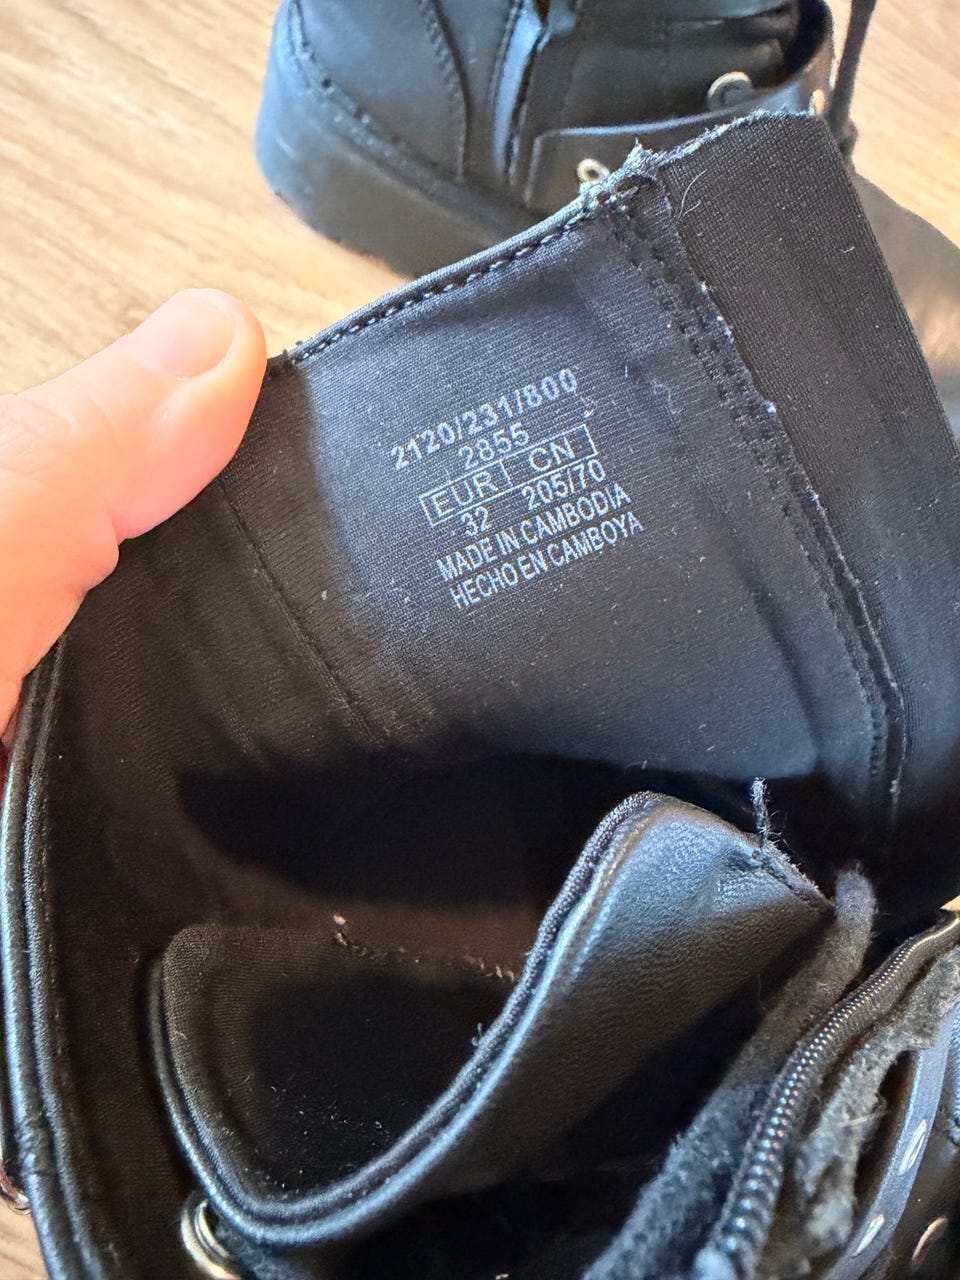 2120/231/800
2855
EUR CN
32 205/70
MADE IN CAMBODIA
HECHO EN CAMBOYA